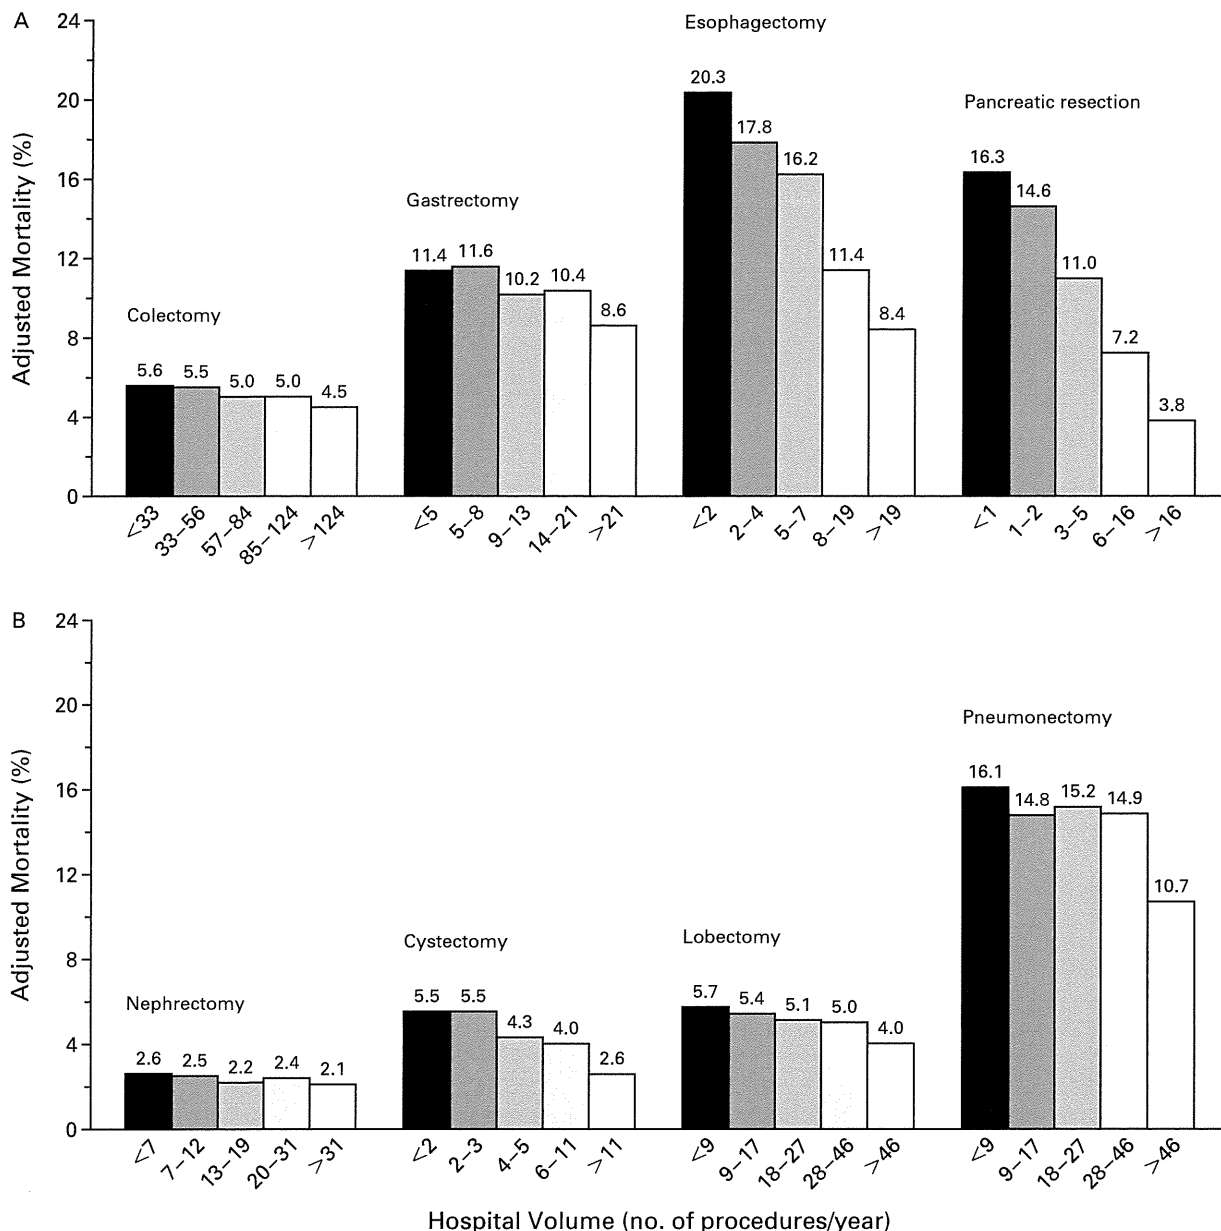 A
Adjusted Mortality (%)
24
20
16
12
8
4
0
Colectomy
5.6 5.5 5.0 5.0 4.5
<33 33–56 57–84 85–124 >124
Gastrectomy
11.4 11.6 10.2 10.4 8.6
<5 5–8 9–13 14–21 >21
Esophagectomy
20.3 17.8 16.2 11.4 8.4
<2 2–4 5–7 8–19 >19
Pancreatic resection
16.3 14.6 11.0 7.2 3.8
<1 1–2 3–5 6–16 >16
B
Adjusted Mortality (%)
24
20
16
12
8
4
0
Nephrectomy
2.6 2.5 2.2 2.4 2.1
<7 7–12 13–19 20–31 >31
Cystectomy
5.5 5.5 4.3 4.0 2.6
<2 2–3 4–5 6–11 >11
Lobectomy
5.7 5.4 5.1 5.0 4.0
<9 9–17 18–27 28–46 >46
Pneumonectomy
16.1 14.8 15.2 14.9 10.7
<9 9–17 18–27 28–46 >46
Hospital Volume (no. of procedures/year)